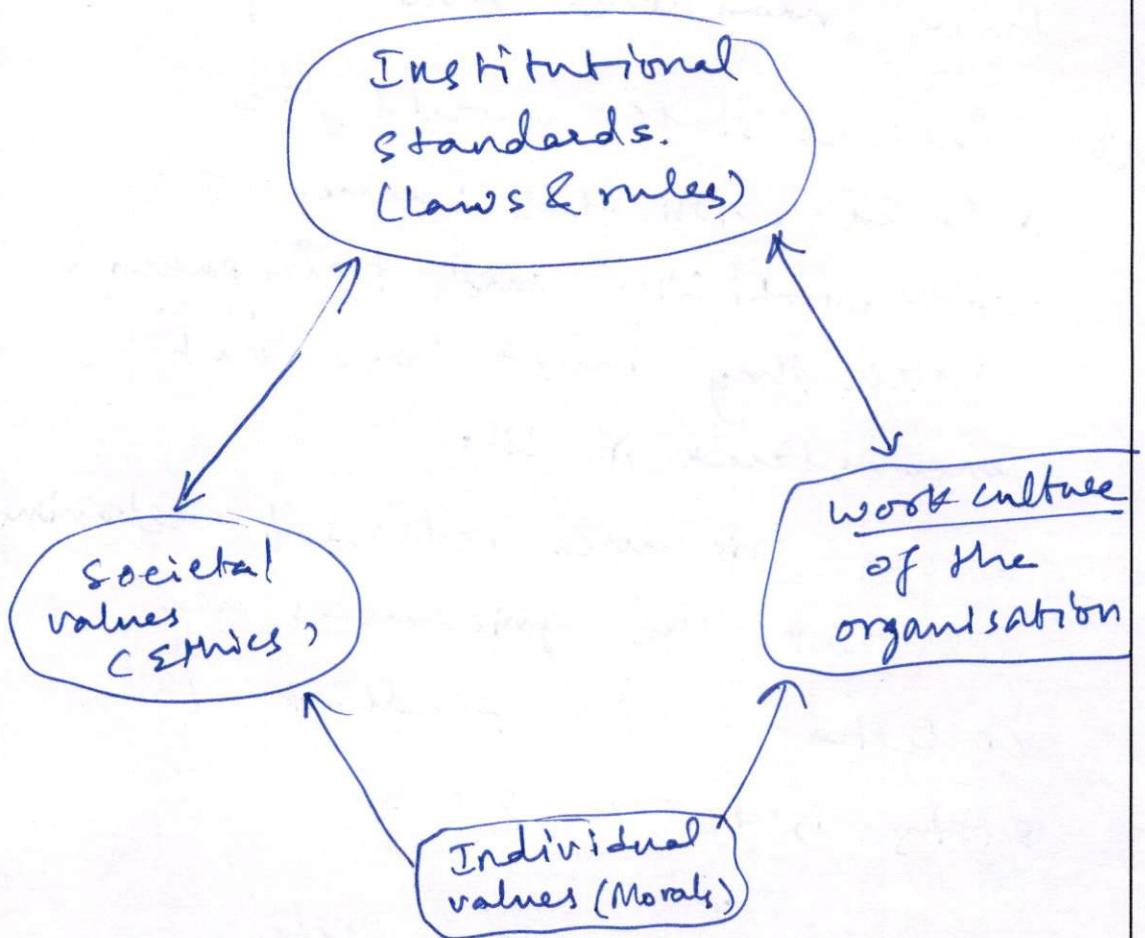 Institutional
standards.
(Laws & rules)
Societal
values
(Ethics)
work culture
of the
organisation
Individual
values (Morals)